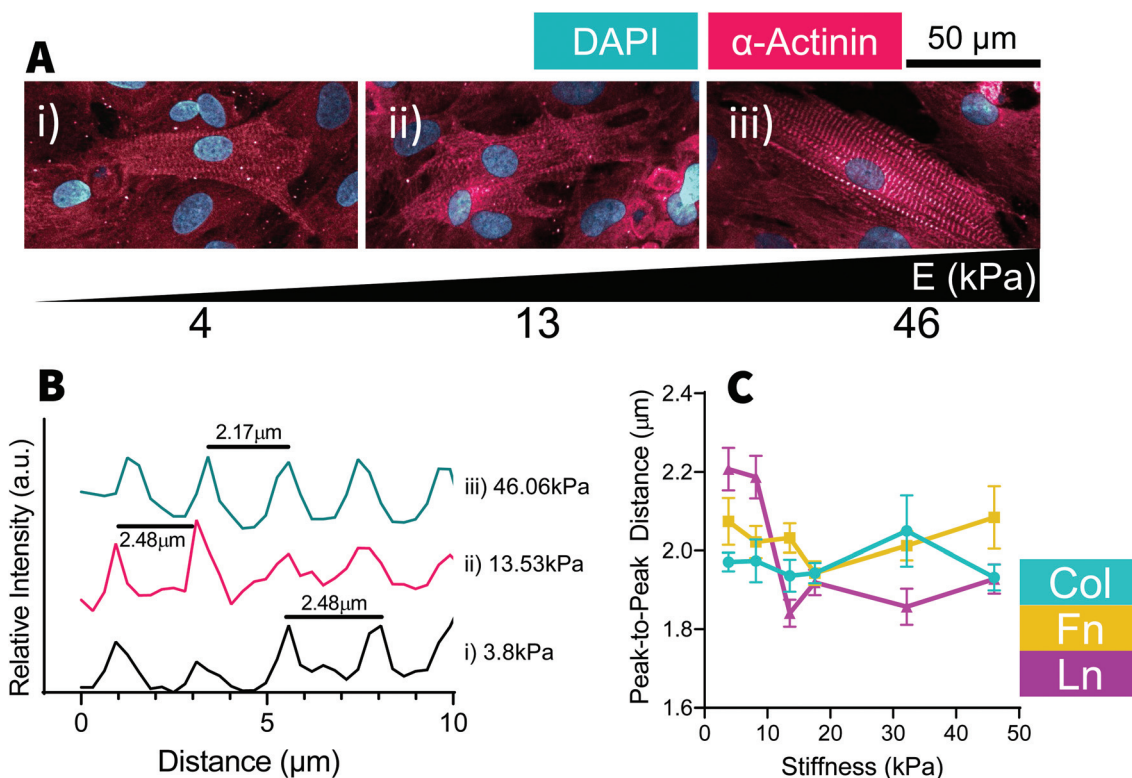 A
DAPI
α-Actinin
50 μm
i)
ii)
iii)
E (kPa)
4
13
46
B
Relative Intensity (a.u.)
2.17μm
iii) 46.06kPa
2.48μm
ii) 13.53kPa
2.48μm
i) 3.8kPa
0
5
10
Distance (μm)
C
Peak-to-Peak Distance (μm)
2.4
2.2
2.0
1.8
1.6
0
10
20
30
40
50
Stiffness (kPa)
Col
Fn
Ln